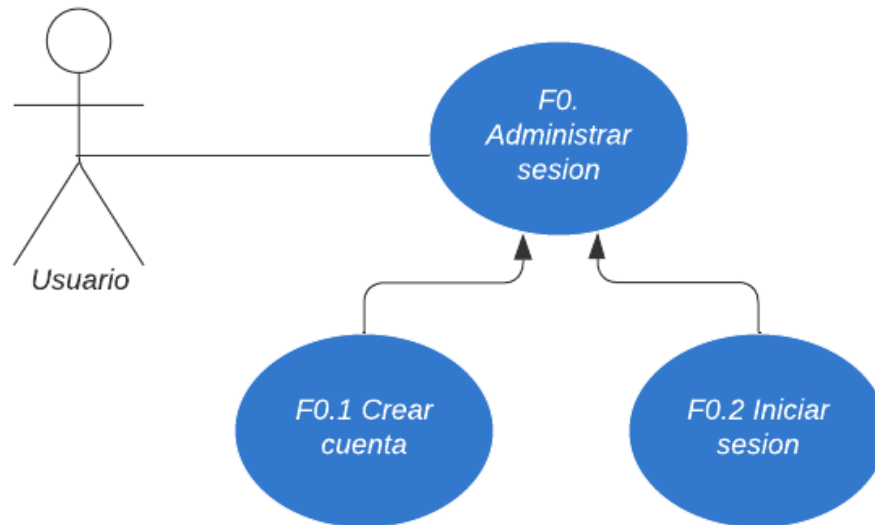 F0.
Administrar
sesion
Usuario
F0.1 Crear
cuenta
F0.2 Iniciar
sesion